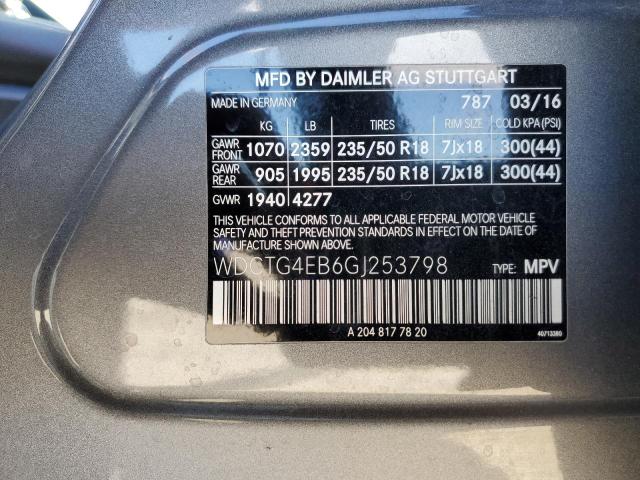 MFD BY DAIMLER AG STUTTGART
MADE IN GERMANY 787 03/16
KG LB TIRES RIM SIZE COLD KPA (PSI)
GAWR FRONT 1070 2359 235/50 R18 7Jx18 300(44)
GAWR REAR 905 1995 235/50 R18 7Jx18 300(44)
GVWR 1940 4277
THIS VEHICLE CONFORMS TO ALL APPLICABLE FEDERAL MOTOR VEHICLE
SAFETY AND THEFT PREVENTION STANDARDS IN EFFECT ON THE DATE
OF MANUFACTURE SHOWN ABOVE.
WDCTG4EB6GJ253798 TYPE: MPV
A 204 817 78 20 40713380